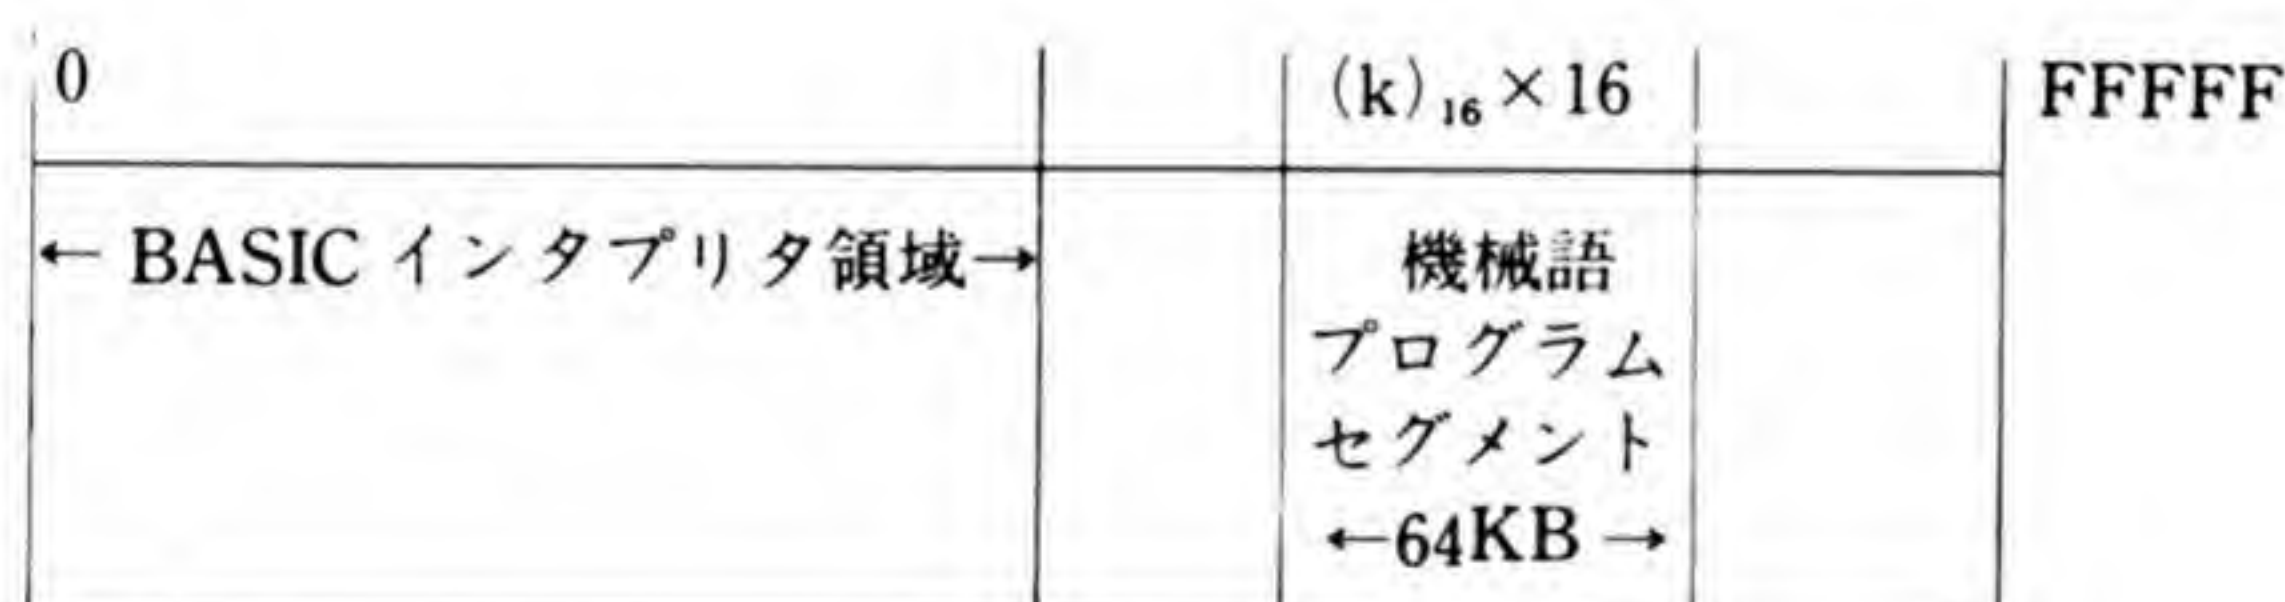 0 (k)₁₆×16 FFFFF
← BASIC インタプリタ領域→
機械語
プログラム
セグメント
←64KB →